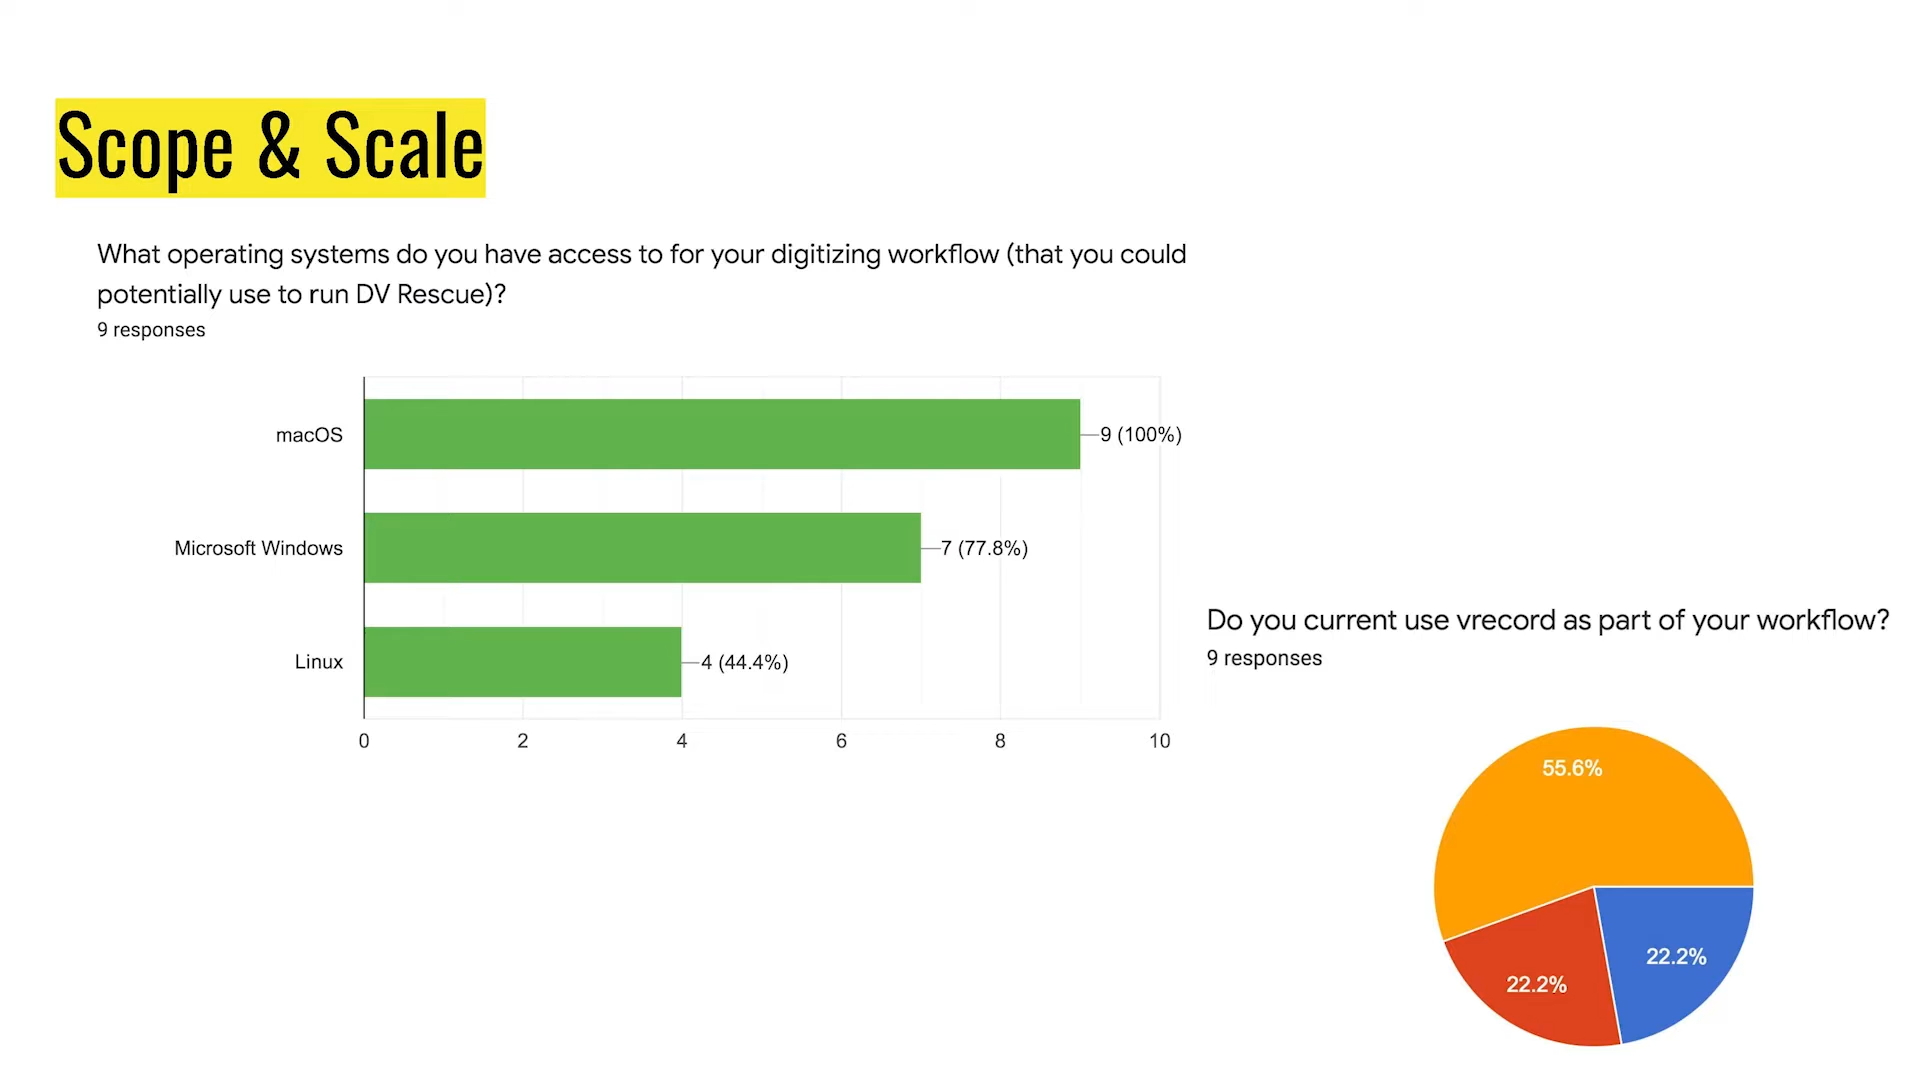 Scope & Scale
What operating systems do you have access to for your digitizing workflow (that you could
potentially use to run DV Rescue)?
9 responses
macOS
9 (100%)
Microsoft Windows
7 (77.8%)
Linux
4 (44.4%)
0 2 4 6 8 10
Do you current use vrecord as part of your workflow?
9 responses
55.6%
22.2%
22.2%